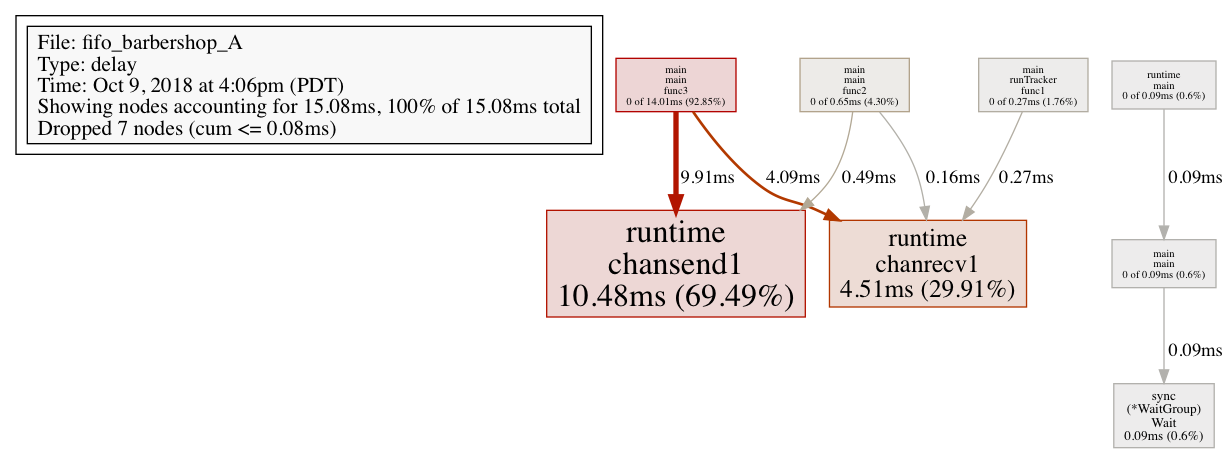 File: fifo_barbershop_A
Type: delay
Time: Oct 9, 2018 at 4:06pm (PDT)
Showing nodes accounting for 15.08ms, 100% of 15.08ms total
Dropped 7 nodes (cum <= 0.08ms)
main
main
func3
0 of 14.01ms (92.85%)
main
main
func2
0 of 0.65ms (4.30%)
main
runTracker
func1
0 of 0.27ms (1.76%)
runtime
main
0 of 0.09ms (0.6%)
9.91ms
4.09ms
0.49ms
0.16ms
0.27ms
0.09ms
runtime
chansend1
10.48ms (69.49%)
runtime
chanrecv1
4.51ms (29.91%)
main
main
0 of 0.09ms (0.6%)
0.09ms
sync
(*WaitGroup)
Wait
0.09ms (0.6%)